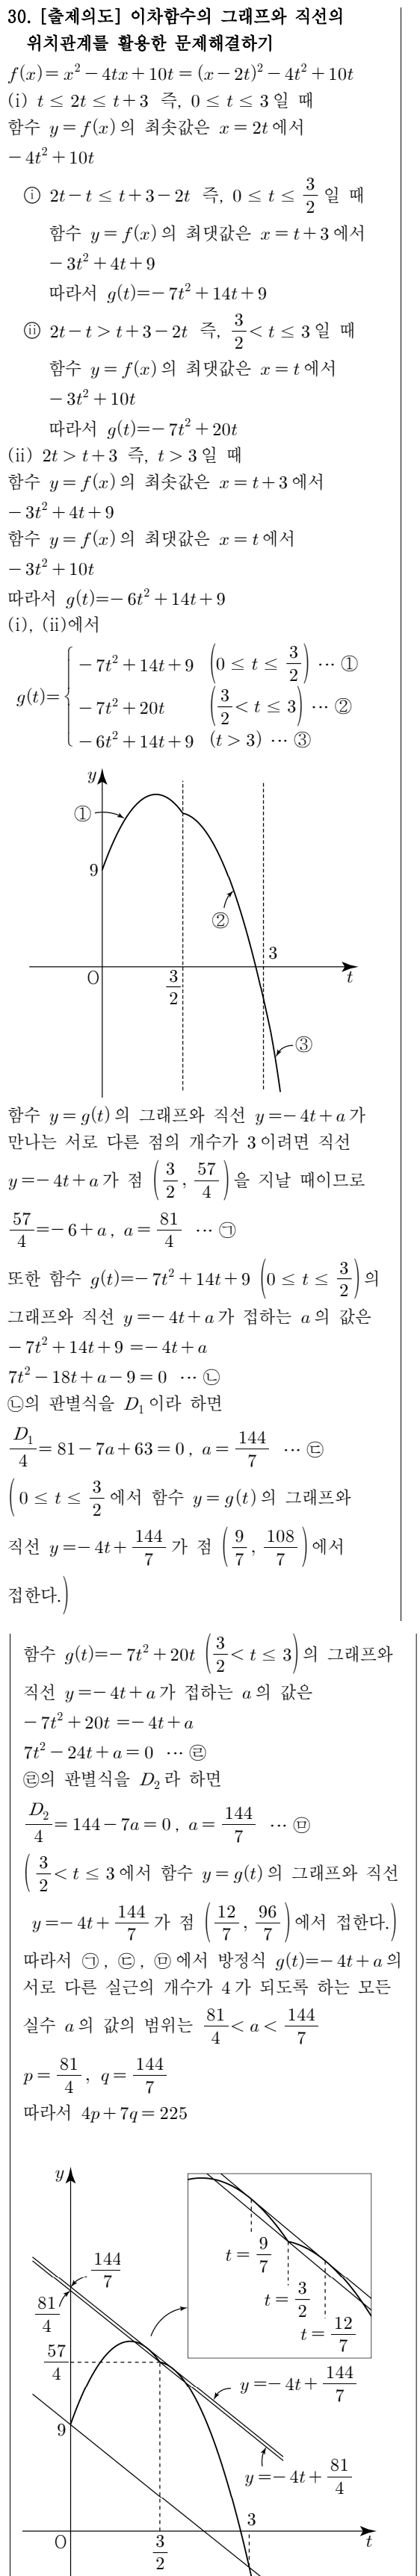 30. [출제의도] 이차함수의 그래프와 직선의
위치관계를 활용한 문제해결하기
f(x) = x² − 4tx + 10t = (x − 2t)² − 4t² + 10t
(i) t ≤ 2t ≤ t + 3 즉, 0 ≤ t ≤ 3 일 때
함수 y = f(x) 의 최솟값은 x = 2t 에서
− 4t² + 10t
ⓘ 2t − t ≤ t + 3 − 2t 즉, 0 ≤ t ≤ 3/2 일 때
함수 y = f(x) 의 최댓값은 x = t + 3 에서
− 3t² + 4t + 9
따라서 g(t) = − 7t² + 14t + 9
ⓘⓘ 2t − t > t + 3 − 2t 즉, 3/2 < t ≤ 3 일 때
함수 y = f(x) 의 최댓값은 x = t 에서
− 3t² + 10t
따라서 g(t) = − 7t² + 20t
(ii) 2t > t + 3 즉, t > 3 일 때
함수 y = f(x) 의 최솟값은 x = t + 3 에서
− 3t² + 4t + 9
함수 y = f(x) 의 최댓값은 x = t 에서
− 3t² + 10t
따라서 g(t) = − 6t² + 14t + 9
(i), (ii)에서
g(t) = { − 7t² + 14t + 9 (0 ≤ t ≤ 3/2) ⋯ ①
− 7t² + 20t (3/2 < t ≤ 3) ⋯ ②
− 6t² + 14t + 9 (t > 3) ⋯ ③
y
①
9
②
3
O
3/2
t
③
함수 y = g(t) 의 그래프와 직선 y = − 4t + a 가
만나는 서로 다른 점의 개수가 3 이려면 직선
y = − 4t + a 가 점 (3/2, 57/4) 을 지날 때이므로
57/4 = − 6 + a, a = 81/4 ⋯ ㉠
또한 함수 g(t) = − 7t² + 14t + 9 (0 ≤ t ≤ 3/2) 의
그래프와 직선 y = − 4t + a 가 접하는 a 의 값은
− 7t² + 14t + 9 = − 4t + a
7t² − 18t + a − 9 = 0 ⋯ ㉡
㉡의 판별식을 D₁ 이라 하면
D₁/4 = 81 − 7a + 63 = 0, a = 144/7 ⋯ ㉢
(0 ≤ t ≤ 3/2 에서 함수 y = g(t) 의 그래프와
직선 y = − 4t + 144/7 가 점 (9/7, 108/7) 에서
접한다.)
함수 g(t) = − 7t² + 20t (3/2 < t ≤ 3) 의 그래프와
직선 y = − 4t + a 가 접하는 a 의 값은
− 7t² + 20t = − 4t + a
7t² − 24t + a = 0 ⋯ ㉣
㉣의 판별식을 D₂ 라 하면
D₂/4 = 144 − 7a = 0, a = 144/7 ⋯ ㉤
(3/2 < t ≤ 3 에서 함수 y = g(t) 의 그래프와 직선
y = − 4t + 144/7 가 점 (12/7, 96/7) 에서 접한다.)
따라서 ㉠, ㉢, ㉤ 에서 방정식 g(t) = − 4t + a 의
서로 다른 실근의 개수가 4 가 되도록 하는 모든
실수 a 의 값의 범위는 81/4 < a < 144/7
p = 81/4, q = 144/7
따라서 4p + 7q = 225
y
144/7
81/4
57/4
9
t = 9/7
t = 3/2
t = 12/7
y = − 4t + 144/7
y = − 4t + 81/4
3
O
3/2
t